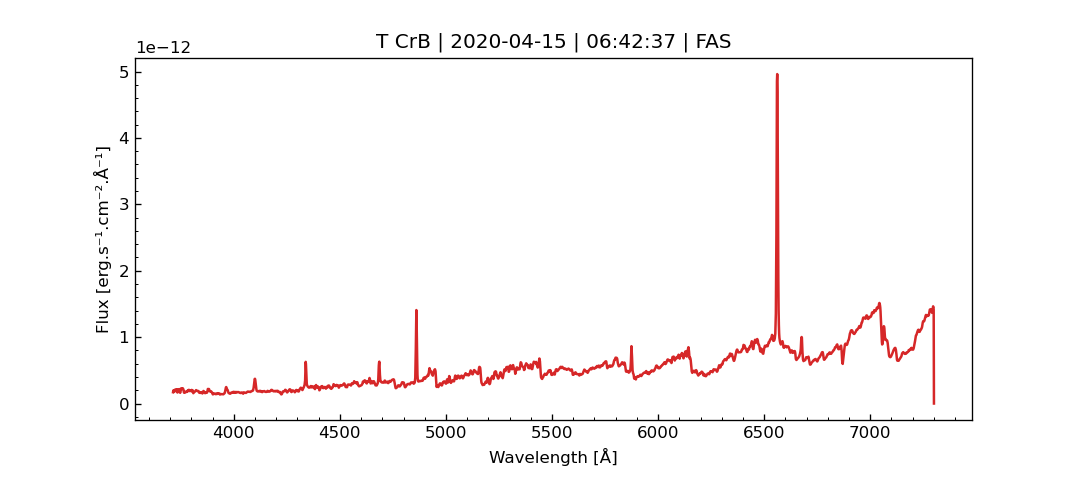 T CrB | 2020-04-15 | 06:42:37 | FAS
1e−12
5
4
3
2
1
0
Flux [erg.s⁻¹.cm⁻².Å⁻¹]
4000 4500 5000 5500 6000 6500 7000
Wavelength [Å]